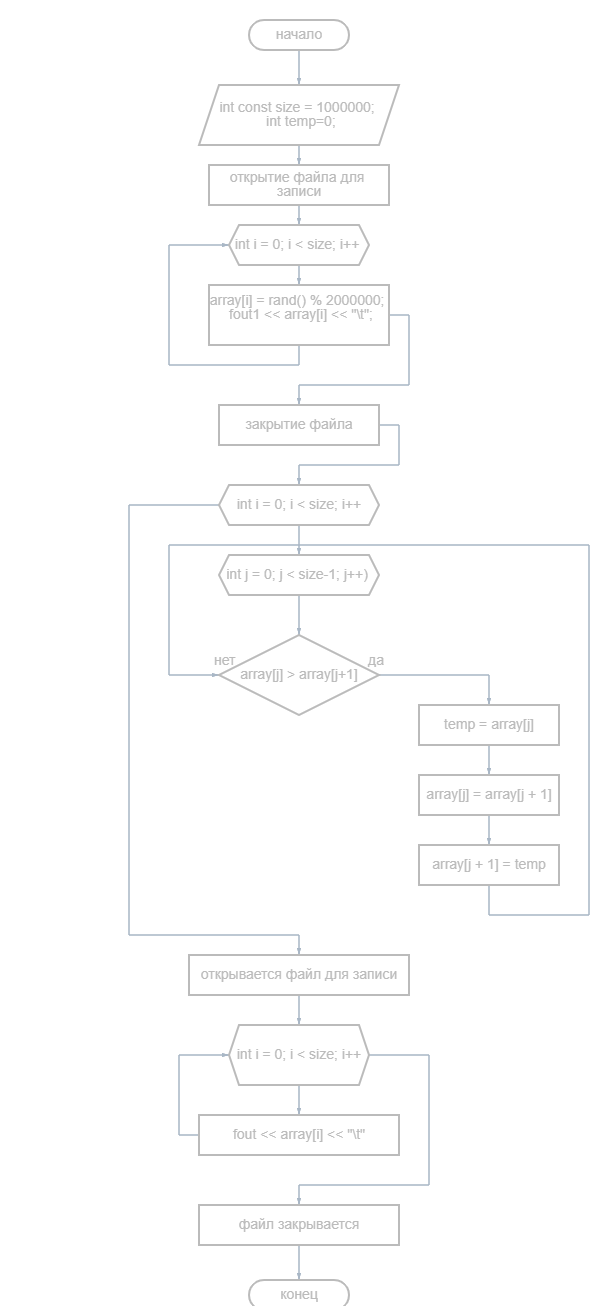 начало
int const size = 1000000;
int temp=0;
открытие файла для
записи
int i = 0; i < size; i++
array[i] = rand() % 2000000;
fout1 << array[i] << "\t";
закрытие файла
int i = 0; i < size; i++
int j = 0; j < size-1; j++)
нет
да
array[j] > array[j+1]
temp = array[j]
array[j] = array[j + 1]
array[j + 1] = temp
открывается файл для записи
int i = 0; i < size; i++
fout << array[i] << "\t"
файл закрывается
конец